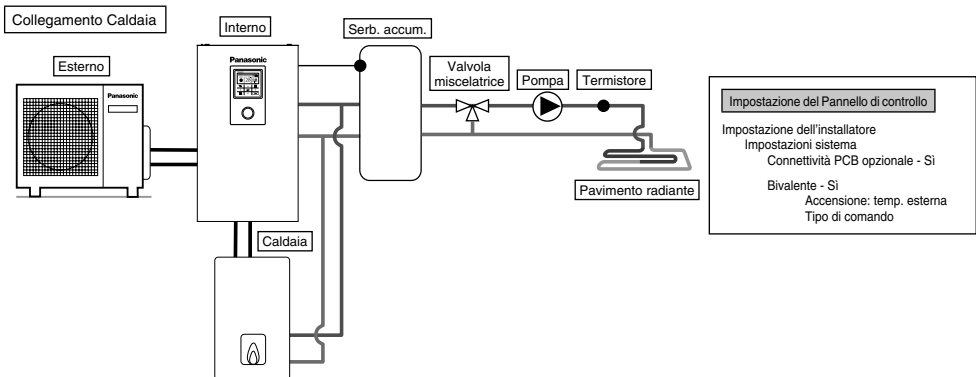 Collegamento Caldaia
Interno
Serb. accum.
Esterno
Panasonic
Panasonic
Valvola
miscelatrice
Pompa
Termistore
Pavimento radiante
Caldaia
Impostazione del Pannello di controllo
Impostazione dell'installatore
Impostazioni sistema
Connettività PCB opzionale - Sì
Bivalente - Sì
Accensione: temp. esterna
Tipo di comando